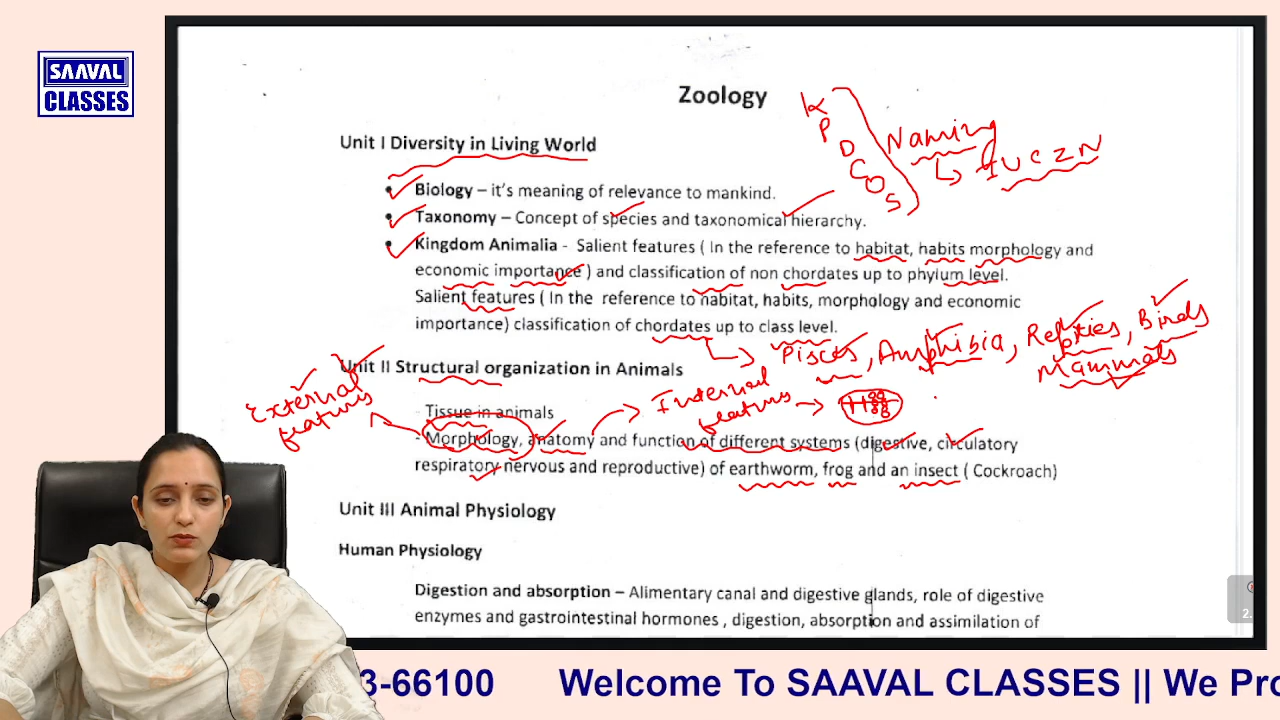 SAAVAL
CLASSES
Zoology
K
P
D
C
O
S
Naming
IUCZN
Unit I Diversity in Living World
Biology – it's meaning of relevance to mankind.
Taxonomy – Concept of species and taxonomical hierarchy.
Kingdom Animalia - Salient features ( In the reference to habitat, habits morphology and
economic importance ) and classification of non chordates up to phylum level.
Salient features ( In the reference to habitat, habits, morphology and economic
importance) classification of chordates up to class level.
Pisces, Amphibia, Reptiles, Birds
Mammals
Unit II Structural organization in Animals
External
features
Internal
features
Tissue in animals
- Morphology, anatomy and function of different systems (digestive, circulatory
respiratory nervous and reproductive) of earthworm, frog and an insect ( Cockroach)
Unit III Animal Physiology
Human Physiology
Digestion and absorption – Alimentary canal and digestive glands, role of digestive
enzymes and gastrointestinal hormones , digestion, absorption and assimilation of
2.
3-66100 Welcome To SAAVAL CLASSES || We Pro